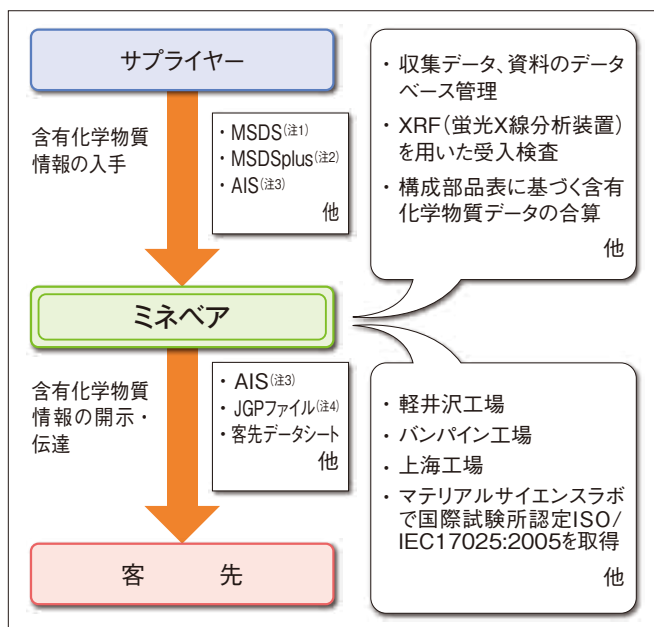 サプライヤー
含有化学物質
情報の入手
・MSDS(注1)
・MSDSplus(注2)
・AIS(注3)
他
・収集データ、資料のデータ
ベース管理
・XRF(蛍光X線分析装置)
を用いた受入検査
・構成部品表に基づく含有
化学物質データの合算
他
ミネベア
含有化学物質
情報の開示・
伝達
・AIS(注3)
・JGPファイル(注4)
・客先データシート
他
・軽井沢工場
・バンパイン工場
・上海工場
・マテリアルサイエンスラボ
で国際試験所認定ISO/
IEC17025:2005を取得
他
客　先